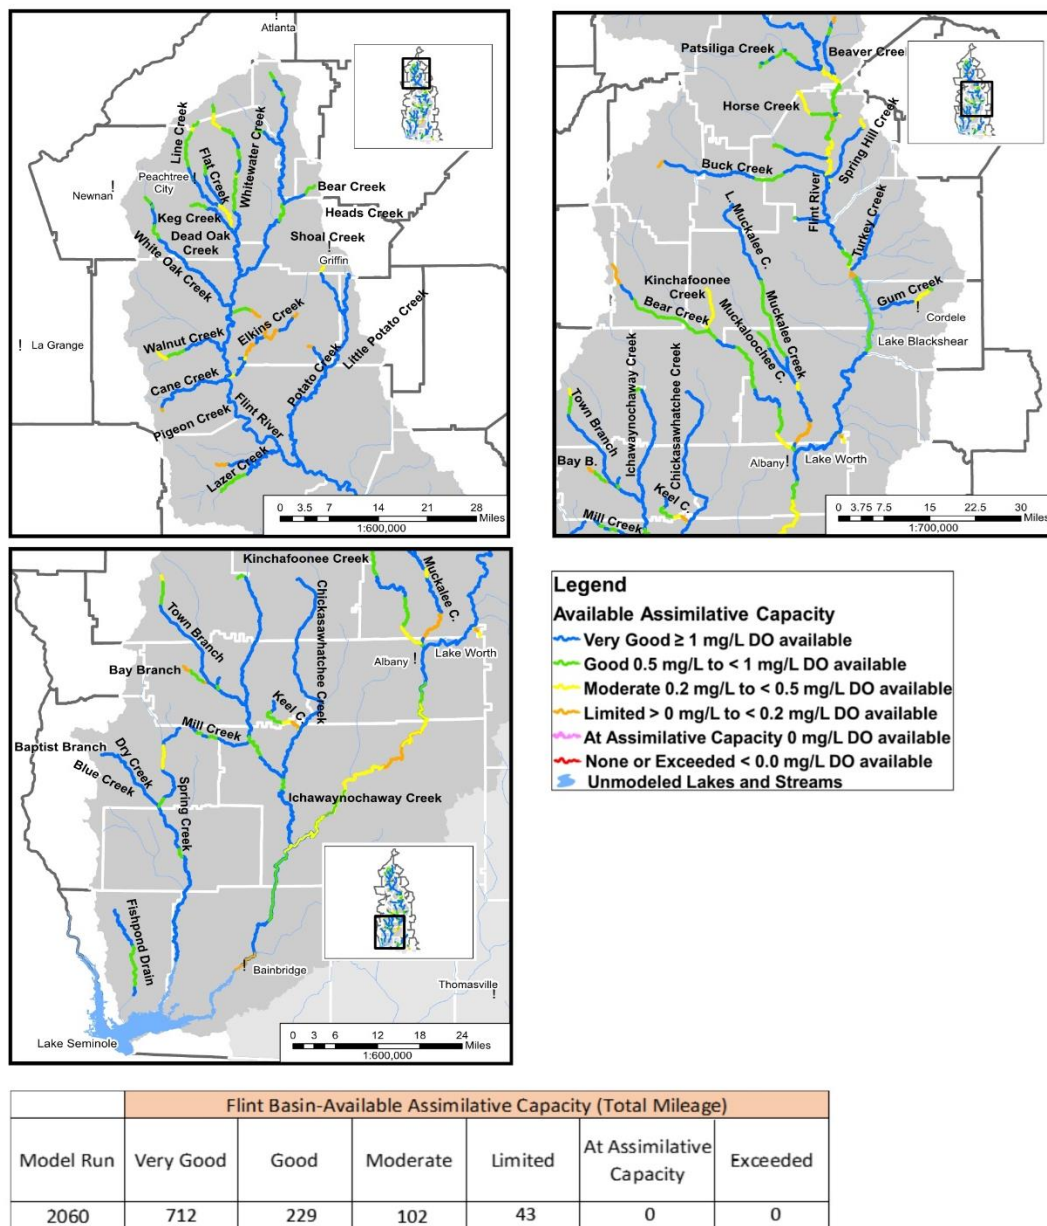 Atlanta
Line Creek
Flat Creek
Whitewater Creek
Peachtree
City
Newnan
Bear Creek
Heads Creek
Keg Creek
Dead Oak
Creek
Shoal Creek
Griffin
White Oak Creek
Elkins Creek
Little Potato Creek
Walnut Creek
La Grange
Cane Creek
Potato Creek
Pigeon Creek
Flint River
Lazer Creek
0 3.5 7 14 21 28
Miles
1:600,000
Patsiliga Creek
Beaver Creek
Horse Creek
Spring Hill Creek
Buck Creek
L. Muckalee C.
Flint River
Turkey Creek
Kinchafoonee
Creek
Bear Creek
Muckaloochee C.
Muckalee Creek
Gum Creek
Cordele
Lake Blackshear
Town Branch
Ichawaynochaway Creek
Chickasawhatchee Creek
Bay B.
Albany
Lake Worth
Keel C.
Mill Creek
0 3.75 7.5 15 22.5 30
Miles
1:700,000
Kinchafoonee Creek
Chickasawhatchee Creek
Muckalee C.
Town Branch
Lake Worth
Albany
Bay Branch
Keel C.
Mill Creek
Baptist Branch
Dry Creek
Blue Creek
Spring Creek
Ichawaynochaway Creek
Fishpond Drain
Bainbridge
Thomasville
Lake Seminole
0 3 6 12 18 24
Miles
1:600,000
Legend
Available Assimilative Capacity
Very Good ≥ 1 mg/L DO available
Good 0.5 mg/L to < 1 mg/L DO available
Moderate 0.2 mg/L to < 0.5 mg/L DO available
Limited > 0 mg/L to < 0.2 mg/L DO available
At Assimilative Capacity 0 mg/L DO available
None or Exceeded < 0.0 mg/L DO available
Unmodeled Lakes and Streams
Flint Basin-Available Assimilative Capacity (Total Mileage)
Model Run Very Good Good Moderate Limited At Assimilative Capacity Exceeded
2060 712 229 102 43 0 0